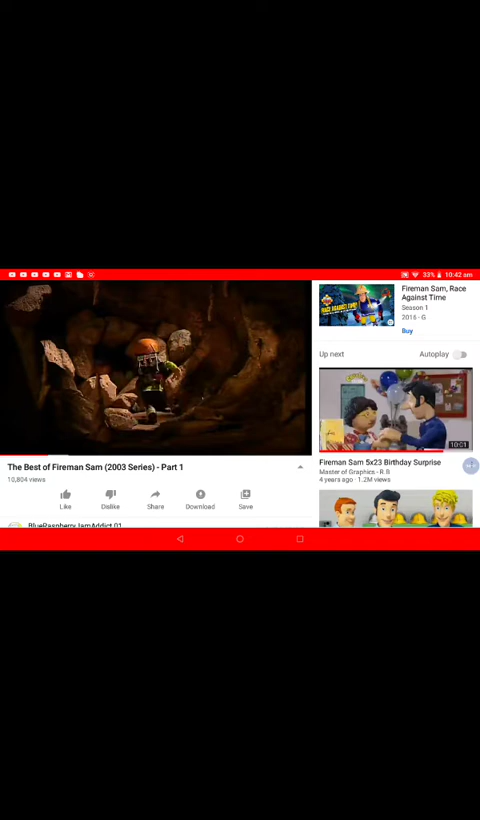 33% 10:42 am
Fireman Sam, Race
Against Time
Season 1
2016 - G
Buy
Up next
Autoplay
10:01
The Best of Fireman Sam (2003 Series) - Part 1
10,804 views
Fireman Sam 5x23 Birthday Surprise
Master of Graphics - R.B
4 years ago · 1.2M views
Like
Dislike
Share
Download
Save
BlueRaspberryJamAddict 01